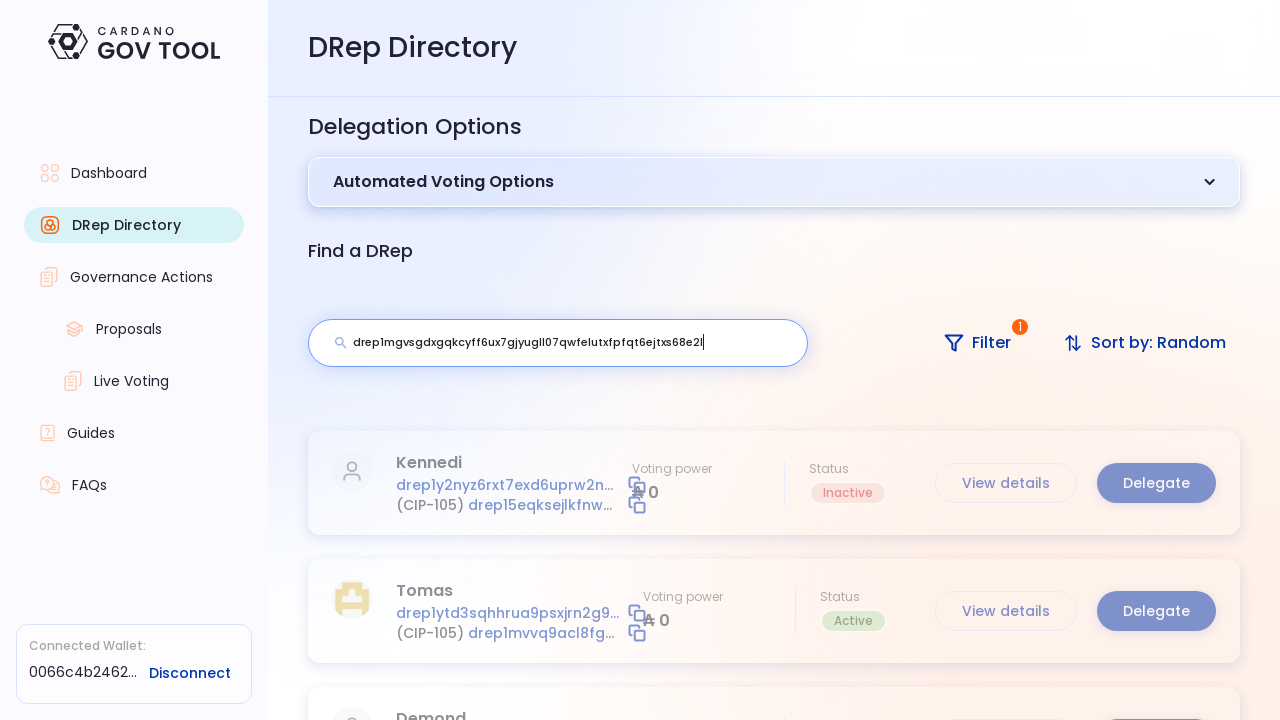 CARDANO
GOV TOOL
DRep Directory
Dashboard
DRep Directory
Governance Actions
Proposals
Live Voting
Guides
FAQs
Connected Wallet:
0066c4b2462...
Disconnect
Delegation Options
Automated Voting Options
Find a DRep
drep1mgvsgdxgqkcyff6ux7gjyugll07qwfelutxfpfqt6ejtxs68e2l
Filter
1
Sort by: Random
Kennedi
drep1y2nyz6rxt7exd6uprw2n...
(CIP-105) drep15eqksejlkfnw...
Voting power
₳ 0
Status
Inactive
View details
Delegate
Tomas
drep1ytd3sqhhrua9psxjrn2g9...
(CIP-105) drep1mvvq9acl8fg...
Voting power
₳ 0
Status
Active
View details
Delegate
Demond